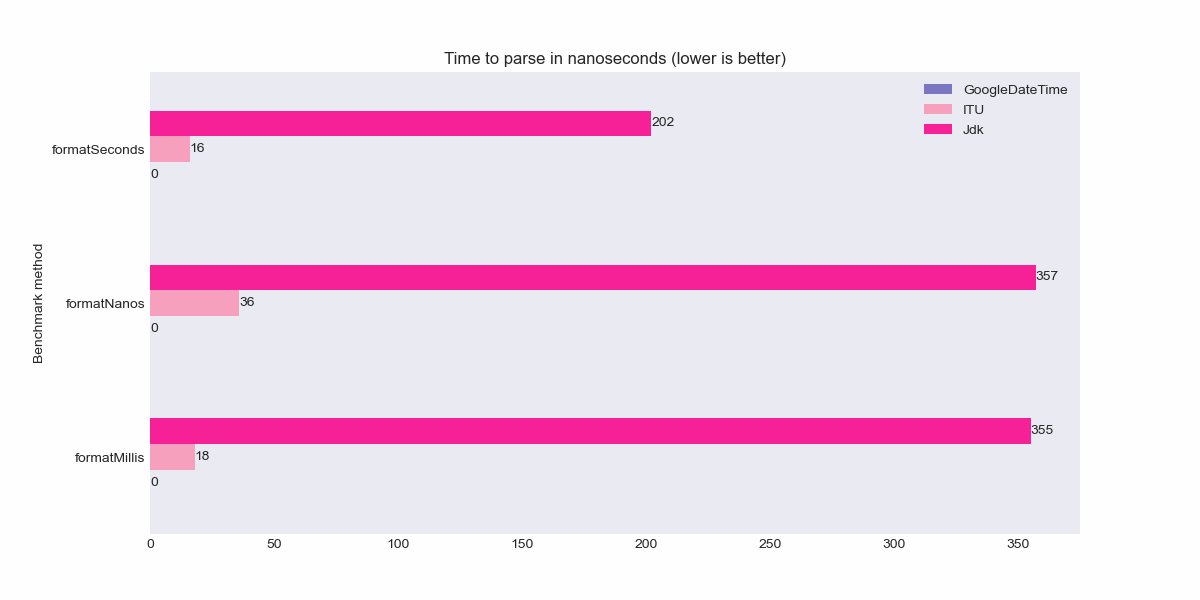 Time to parse in nanoseconds (lower is better)
GoogleDateTime
ITU
Jdk
Benchmark method
formatSeconds
202
16
0
formatNanos
357
36
0
formatMillis
355
18
0
0 50 100 150 200 250 300 350